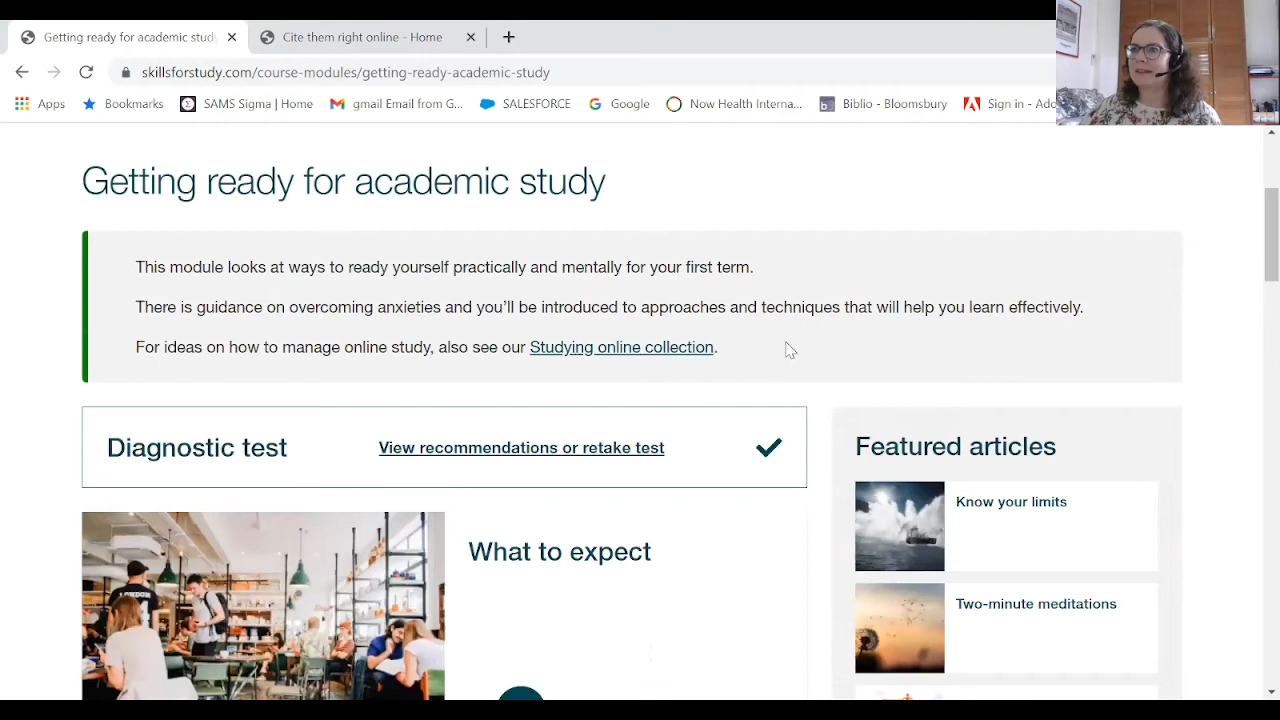 Getting ready for academic stud
Cite them right online - Home
skillsforstudy.com/course-modules/getting-ready-academic-study
Apps
Bookmarks
SAMS Sigma | Home
gmail Email from G...
SALESFORCE
Google
Now Health Interna...
Biblio - Bloomsbury
Sign in - Ado
Getting ready for academic study
This module looks at ways to ready yourself practically and mentally for your first term.
There is guidance on overcoming anxieties and you'll be introduced to approaches and techniques that will help you learn effectively.
For ideas on how to manage online study, also see our Studying online collection.
Diagnostic test
View recommendations or retake test
Featured articles
Know your limits
Two-minute meditations
What to expect
LONDON